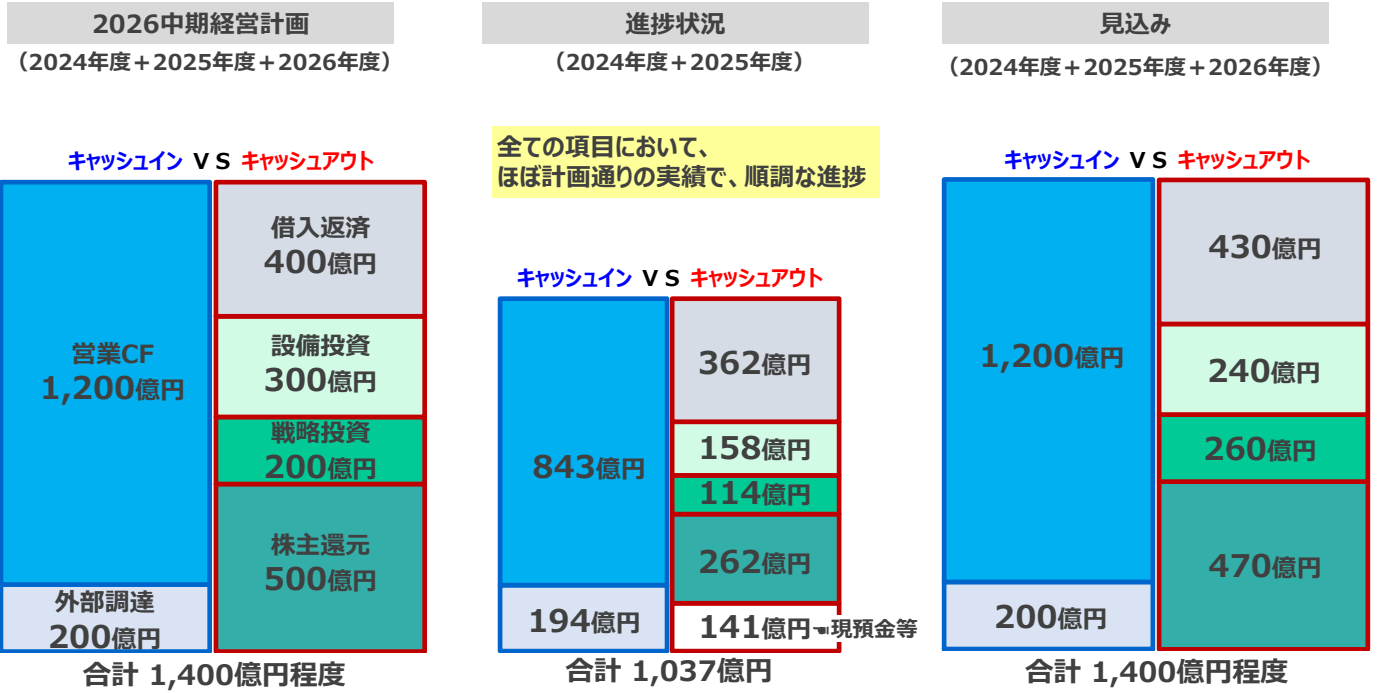 2026中期経営計画
（2024年度＋2025年度＋2026年度）
キャッシュイン ＶＳ キャッシュアウト
営業CF
1,200億円
外部調達
200億円
借入返済
400億円
設備投資
300億円
戦略投資
200億円
株主還元
500億円
合計 1,400億円程度
進捗状況
（2024年度＋2025年度）
全ての項目において、
ほぼ計画通りの実績で、順調な進捗
キャッシュイン ＶＳ キャッシュアウト
843億円
194億円
362億円
158億円
114億円
262億円
141億円☚現預金等
合計 1,037億円
見込み
（2024年度＋2025年度＋2026年度）
キャッシュイン ＶＳ キャッシュアウト
1,200億円
200億円
430億円
240億円
260億円
470億円
合計 1,400億円程度